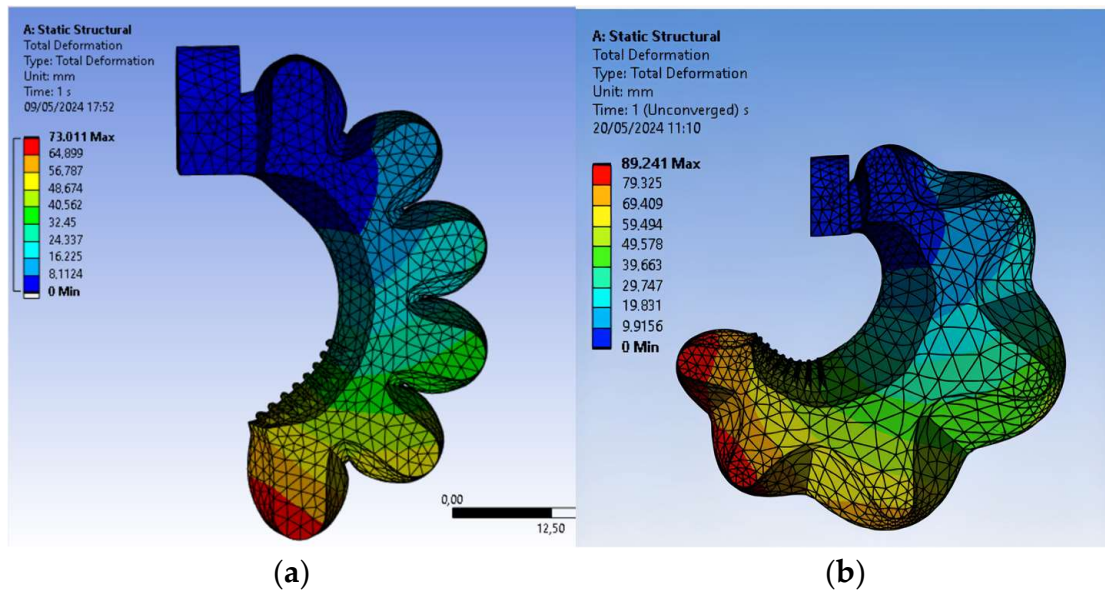 A: Static Structural
Total Deformation
Type: Total Deformation
Unit: mm
Time: 1 s
09/05/2024 17:52
73.011 Max
64,899
56,787
48,674
40,562
32.45
24,337
16.225
8,1124
0 Min
0,00
12,50
(a)
A: Static Structural
Total Deformation
Type: Total Deformation
Unit: mm
Time: 1 (Unconverged) s
20/05/2024 11:10
89.241 Max
79.325
69.409
59.494
49.578
39.663
29.747
19.831
9.9156
0 Min
(b)